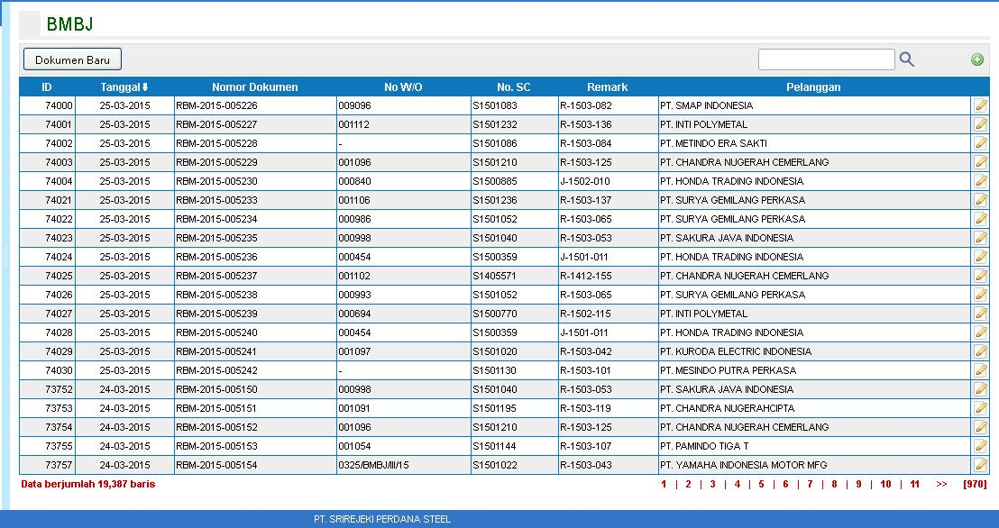 BMBJ
Dokumen Baru
ID Tanggal No​mor Dokumen No W/O No. SC Remark Pelanggan
74000 25-03-2015 RBM-2015-005226 009096 S1501083 R-1503-082 PT. SMAP INDONESIA
74001 25-03-2015 RBM-2015-005227 001112 S1501232 R-1503-136 PT. INTI POLYMETAL
74002 25-03-2015 RBM-2015-005228 - S1501086 R-1503-084 PT. METINDO ERA SAKTI
74003 25-03-2015 RBM-2015-005229 001096 S1501210 R-1503-125 PT. CHANDRA NUGERAH CEMERLANG
74004 25-03-2015 RBM-2015-005230 000840 S1500885 J-1502-010 PT. HONDA TRADING INDONESIA
74021 25-03-2015 RBM-2015-005233 001106 S1501236 R-1503-137 PT. SURYA GEMILANG PERKASA
74022 25-03-2015 RBM-2015-005234 000986 S1501052 R-1503-065 PT. SURYA GEMILANG PERKASA
74023 25-03-2015 RBM-2015-005235 000998 S1501040 R-1503-053 PT. SAKURA JAVA INDONESIA
74024 25-03-2015 RBM-2015-005236 000454 S1500359 J-1501-011 PT. HONDA TRADING INDONESIA
74025 25-03-2015 RBM-2015-005237 001102 S1405571 R-1412-155 PT. CHANDRA NUGERAH CEMERLANG
74026 25-03-2015 RBM-2015-005238 000993 S1501052 R-1503-065 PT. SURYA GEMILANG PERKASA
74027 25-03-2015 RBM-2015-005239 000694 S1500770 R-1502-115 PT. INTI POLYMETAL
74028 25-03-2015 RBM-2015-005240 000454 S1500359 J-1501-011 PT. HONDA TRADING INDONESIA
74029 25-03-2015 RBM-2015-005241 001097 S1501020 R-1503-042 PT. KURODA ELECTRIC INDONESIA
74030 25-03-2015 RBM-2015-005242 - S1501130 R-1503-101 PT. MESINDO PUTRA PERKASA
73752 24-03-2015 RBM-2015-005150 000998 S1501040 R-1503-053 PT. SAKURA JAVA INDONESIA
73753 24-03-2015 RBM-2015-005151 001091 S1501195 R-1503-119 PT. CHANDRA NUGERAHCIPTA
73754 24-03-2015 RBM-2015-005152 001096 S1501210 R-1503-125 PT. CHANDRA NUGERAH CEMERLANG
73755 24-03-2015 RBM-2015-005153 001054 S1501144 R-1503-107 PT. PAMINDO TIGA T
73757 24-03-2015 RBM-2015-005154 0325/BMBJ/III/15 S1501022 R-1503-043 PT. YAMAHA INDONESIA MOTOR MFG
Data berjumlah 19,387 baris 1 | 2 | 3 | 4 | 5 | 6 | 7 | 8 | 9 | 10 | 11 >> [970]
PT. SRIREJEKI PERDANA STEEL